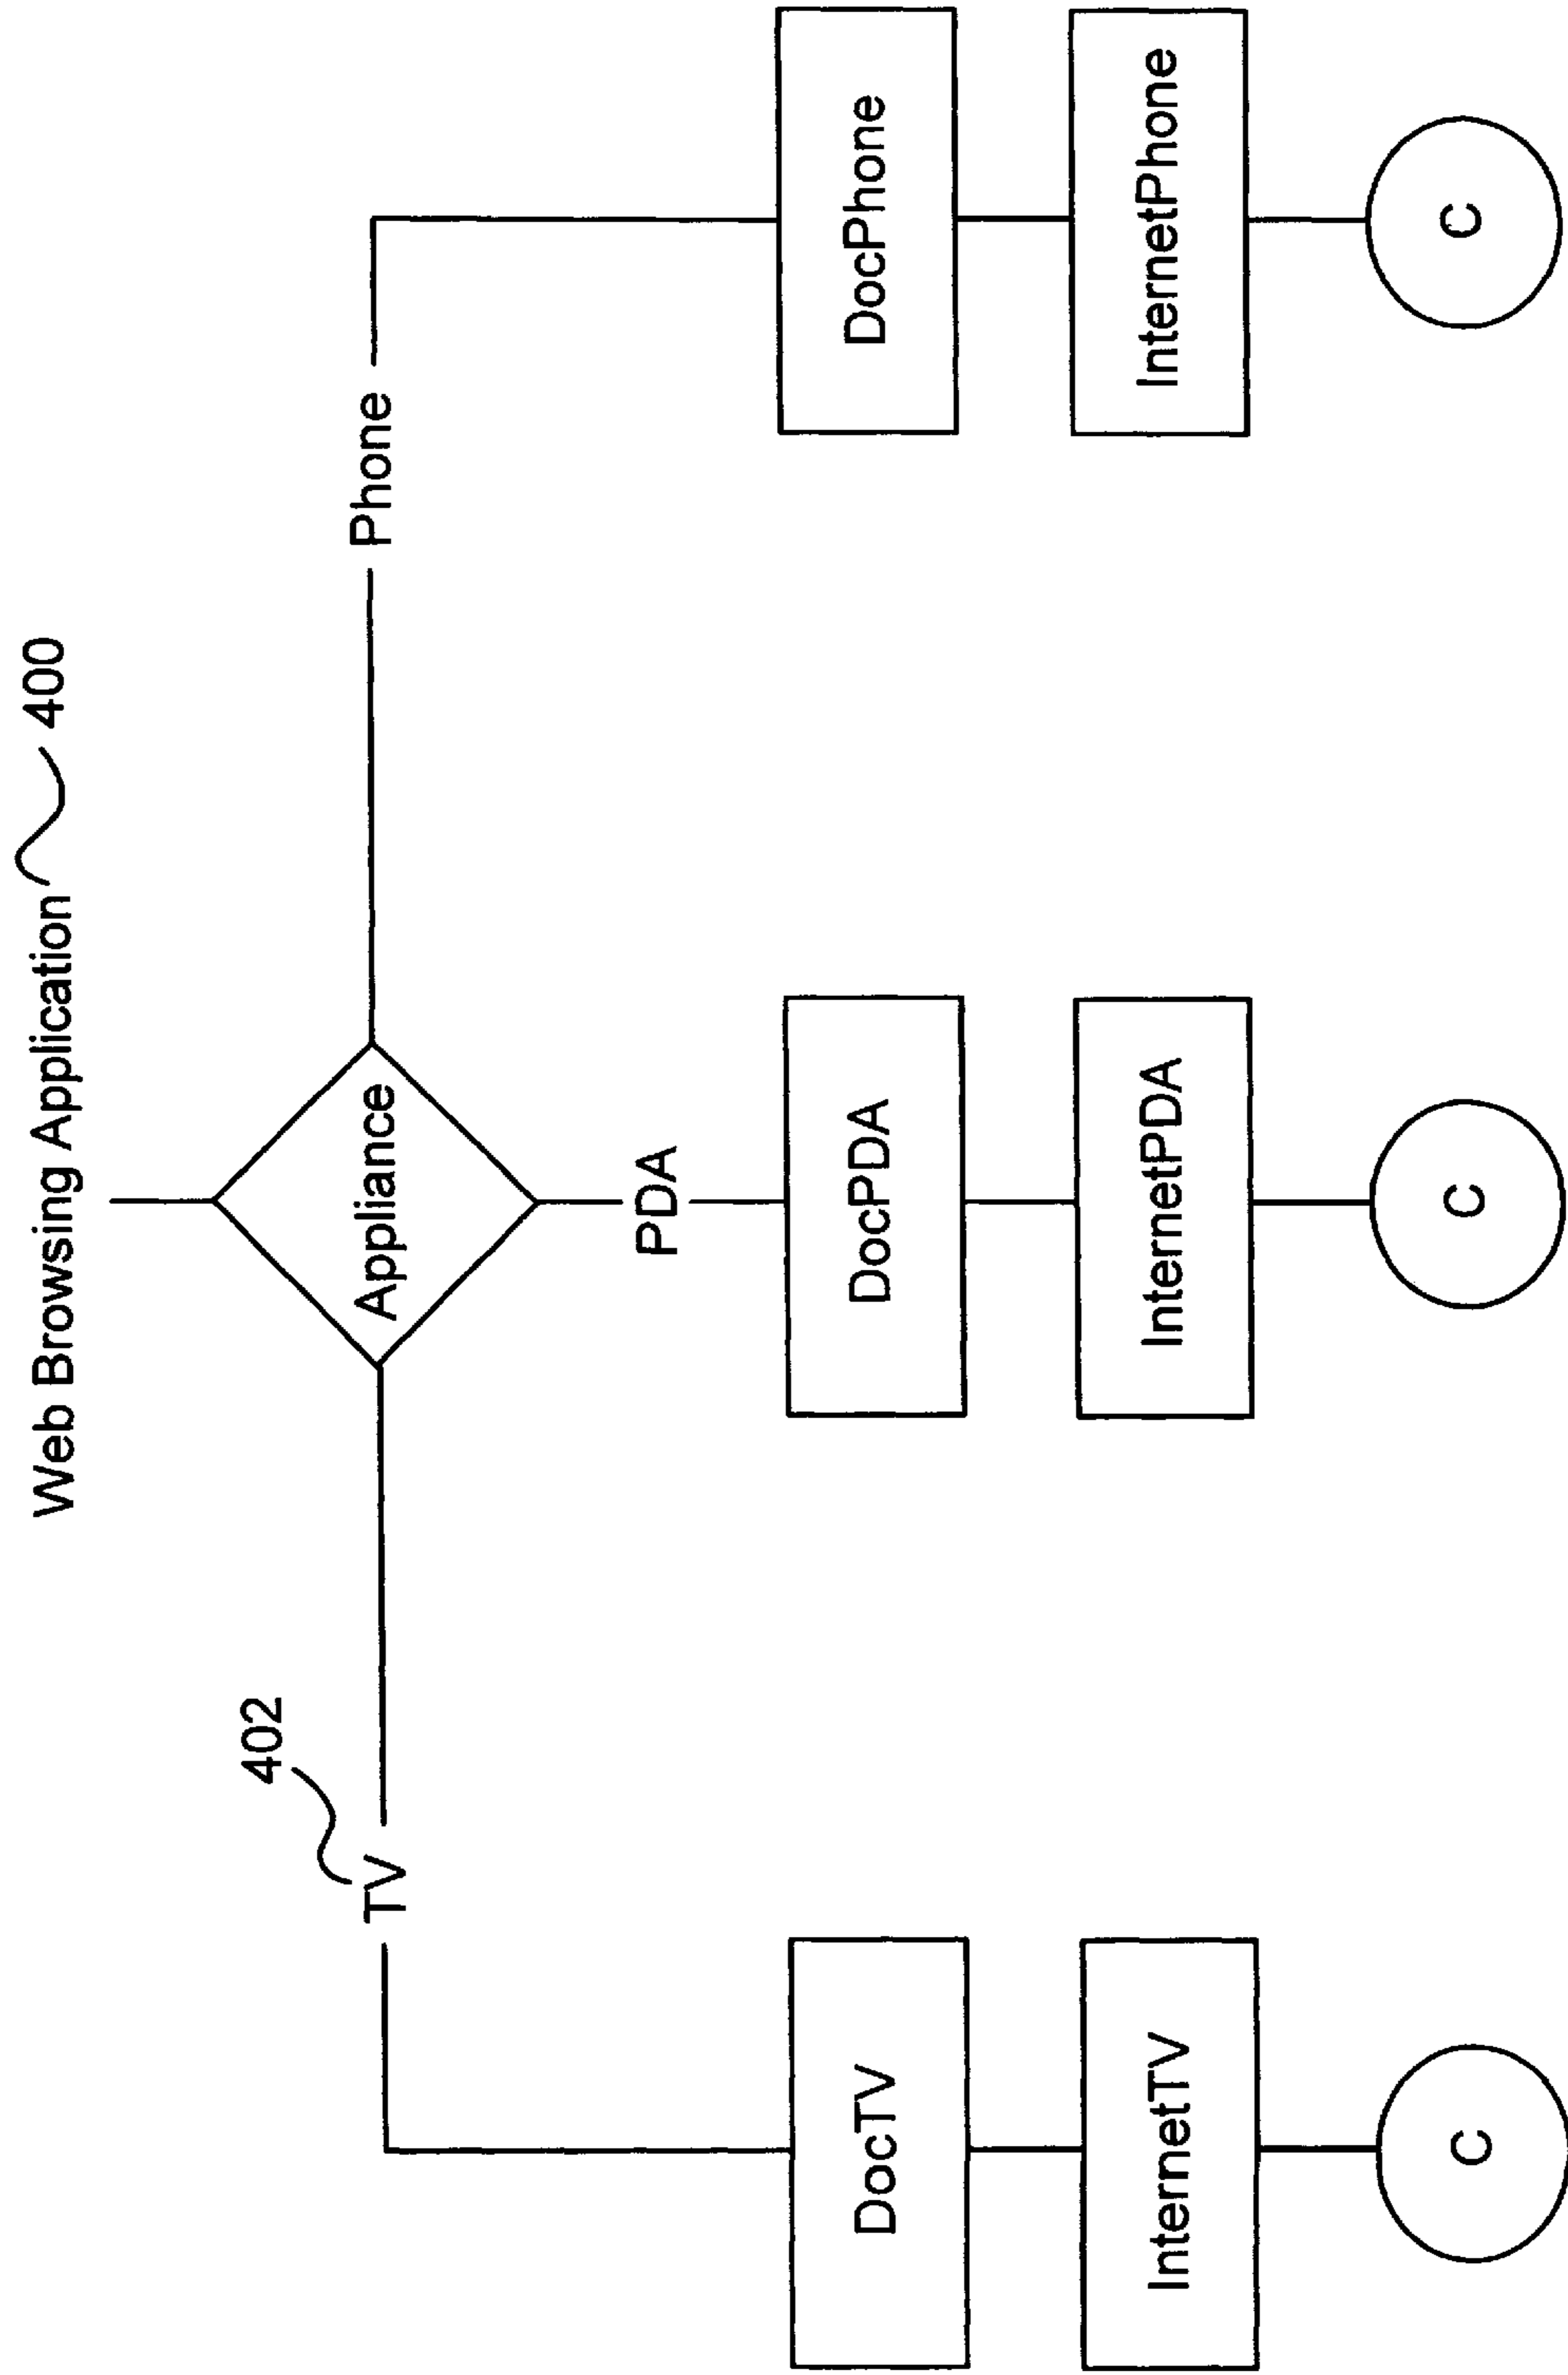 Web Browsing Application 400
402
Appliance
TV
Phone
PDA
DocTV
DocPDA
DocPhone
InternetTV
InternetPDA
InternetPhone
C
C
C